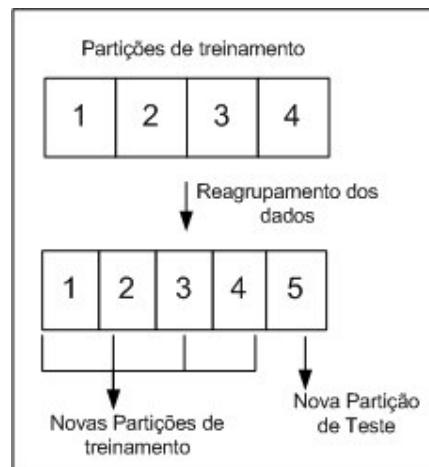 Partições de treinamento
1 2 3 4
Reagrupamento dos
dados
1 2 3 4 5
Novas Partições de
treinamento
Nova Partição
de Teste